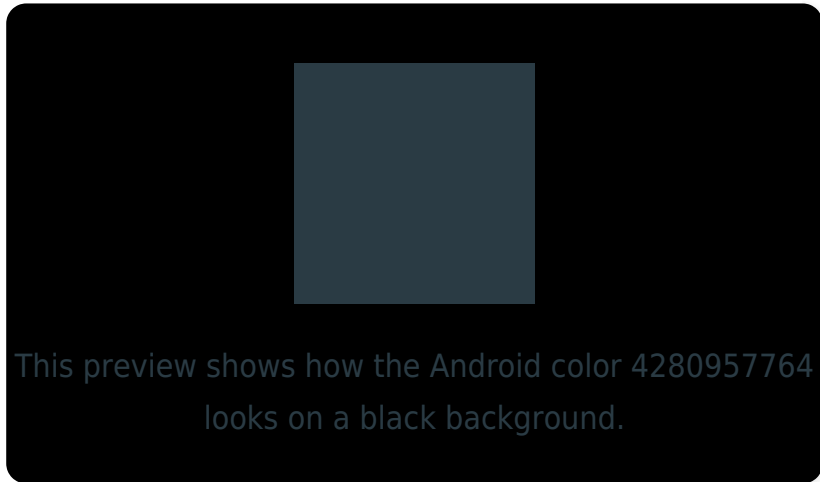 This preview shows how the Android color 4280957764
looks on a black background.